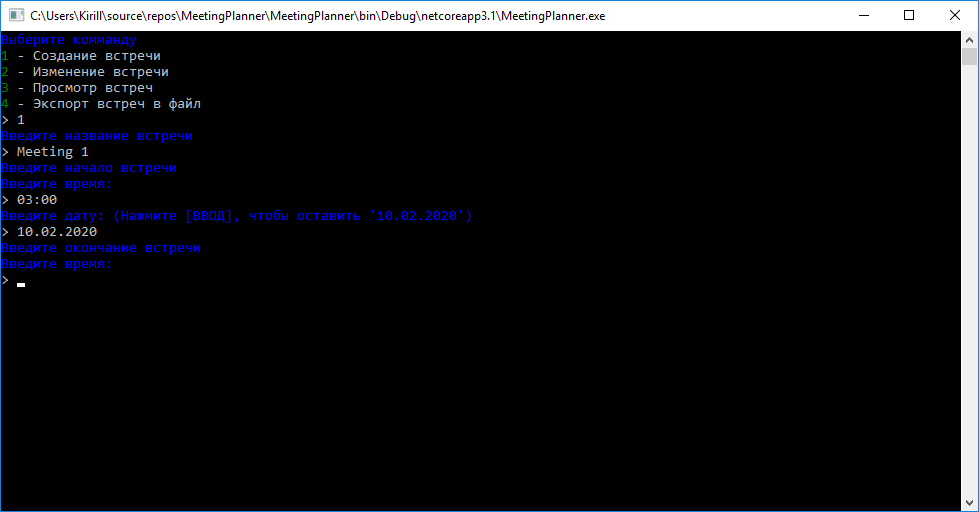 C:\Users\Kirill\source\repos\MeetingPlanner\MeetingPlanner\bin\Debug\netcoreapp3.1\MeetingPlanner.exe
Выберите комманду
1 - Создание встречи
2 - Изменение встречи
3 - Просмотр встреч
4 - Экспорт встреч в файл
> 1
Введите название встречи
> Meeting 1
Введите начало встречи
Введите время:
> 03:00
Введите дату: (Нажмите [ВВОД], чтобы оставить '10.02.2020')
> 10.02.2020
Введите окончание встречи
Введите время:
>